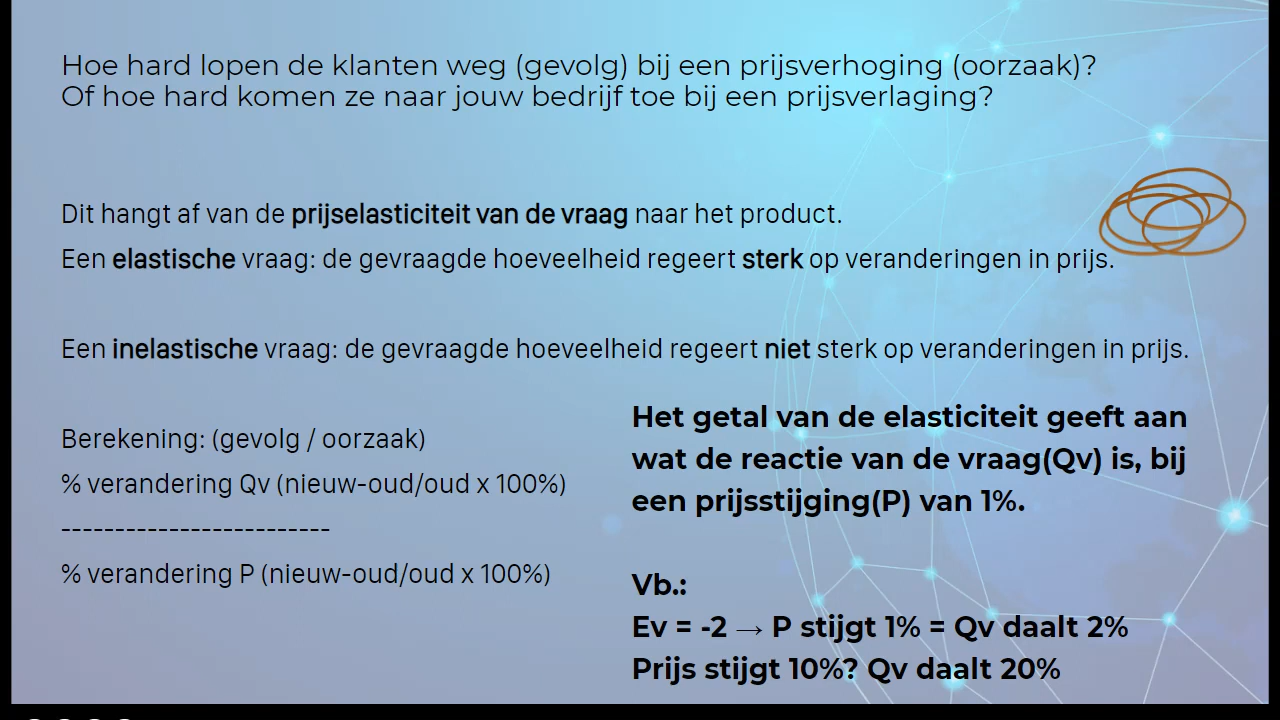 Hoe hard lopen de klanten weg (gevolg) bij een prijsverhoging (oorzaak)?
Of hoe hard komen ze naar jouw bedrijf toe bij een prijsverlaging?
Dit hangt af van de prijselasticiteit van de vraag naar het product.
Een elastische vraag: de gevraagde hoeveelheid regeert sterk op veranderingen in prijs.
Een inelastische vraag: de gevraagde hoeveelheid regeert niet sterk op veranderingen in prijs.
Berekening: (gevolg / oorzaak)
% verandering Qv (nieuw-oud/oud x 100%)
-------------------------
% verandering P (nieuw-oud/oud x 100%)
Het getal van de elasticiteit geeft aan
wat de reactie van de vraag(Qv) is, bij
een prijsstijging(P) van 1%.
Vb.:
Ev = -2 → P stijgt 1% = Qv daalt 2%
Prijs stijgt 10%? Qv daalt 20%